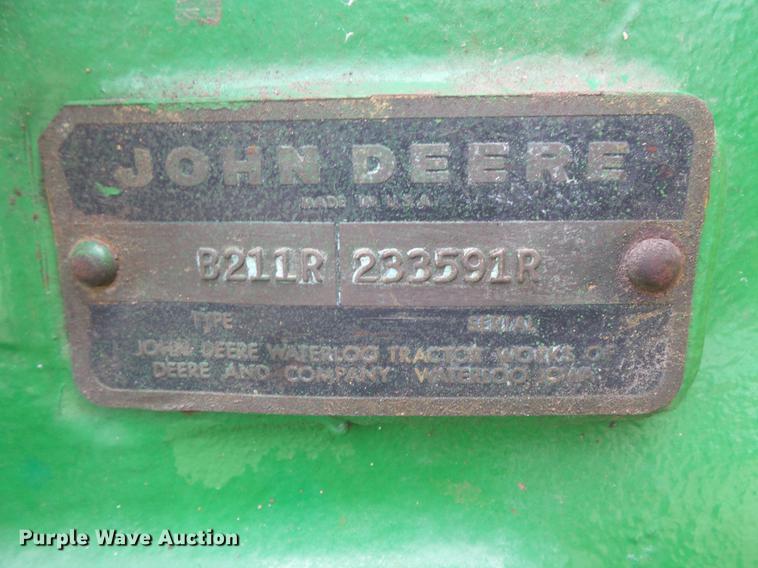 JOHN DEERE
MADE IN U.S.A.
B211R 233591R
TYPE SERIAL
JOHN DEERE WATERLOO TRACTOR WORKS OF
DEERE AND COMPANY WATERLOO IOWA
Purple Wave Auction